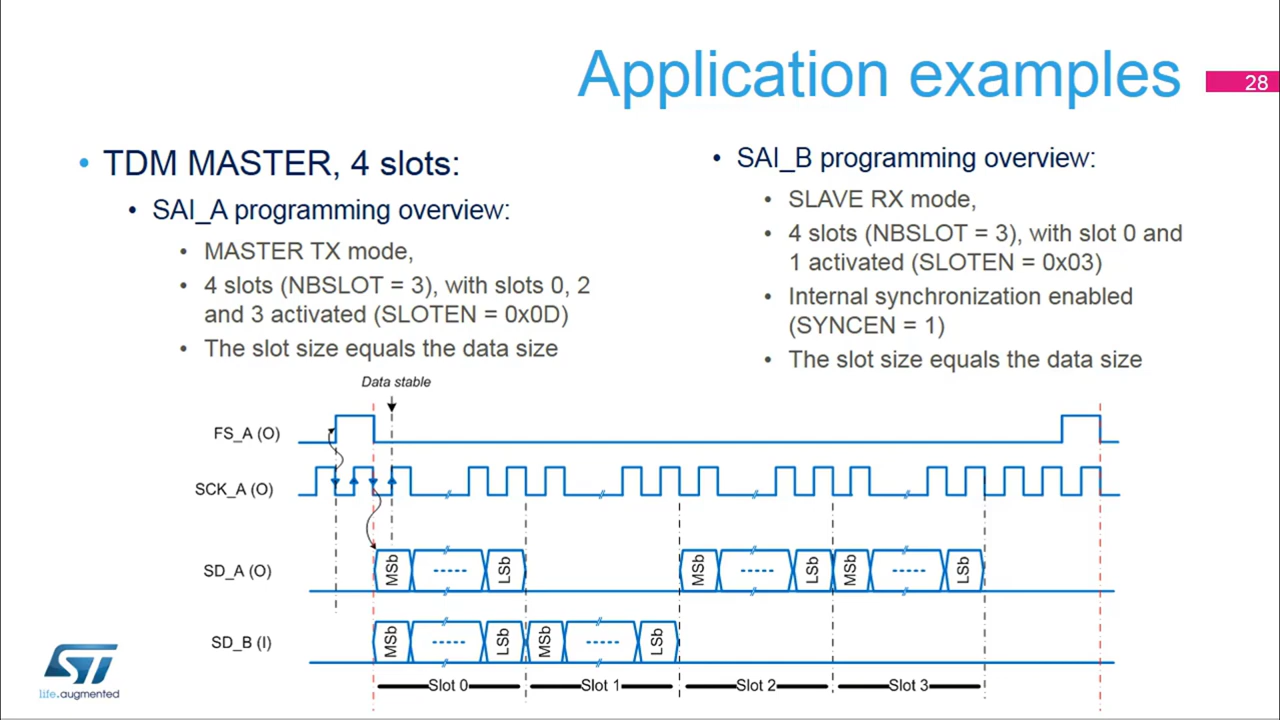 Application examples
28
• TDM MASTER, 4 slots:
• SAI_A programming overview:
• MASTER TX mode,
• 4 slots (NBSLOT = 3), with slots 0, 2
and 3 activated (SLOTEN = 0x0D)
• The slot size equals the data size
• SAI_B programming overview:
• SLAVE RX mode,
• 4 slots (NBSLOT = 3), with slot 0 and
1 activated (SLOTEN = 0x03)
• Internal synchronization enabled
(SYNCEN = 1)
• The slot size equals the data size
Data stable
FS_A (O)
SCK_A (O)
SD_A (O)
MSb
LSb
MSb
LSb
MSb
LSb
SD_B (I)
MSb
LSb
MSb
LSb
Slot 0
Slot 1
Slot 2
Slot 3
ST
life.augmented